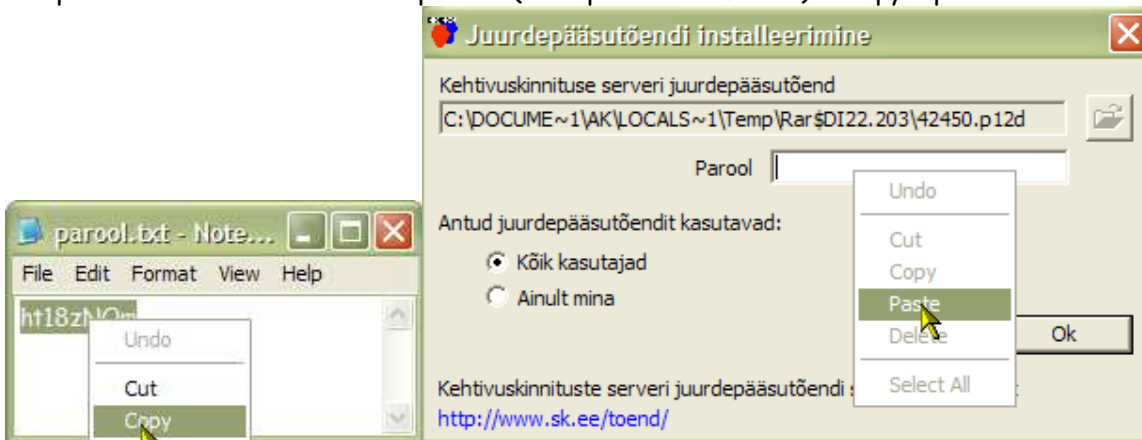 Juurdepääsutõendi installeerimine
Kehtivuskinnituse serveri juurdepääsutõend
C:\DOCUME~1\AK\LOCALS~1\Temp\Rar$DI22.203\42450.p12d
Parool
Undo
Cut
Copy
Paste
Delete
Select All
Antud juurdepääsutõendit kasutavad:
Kõik kasutajad
Ainult mina
Ok
Kehtivuskinnituste serveri juurdepääsutõendi
http://www.sk.ee/toend/
parool.txt - Note...
File Edit Format View Help
Undo
Cut
Copy